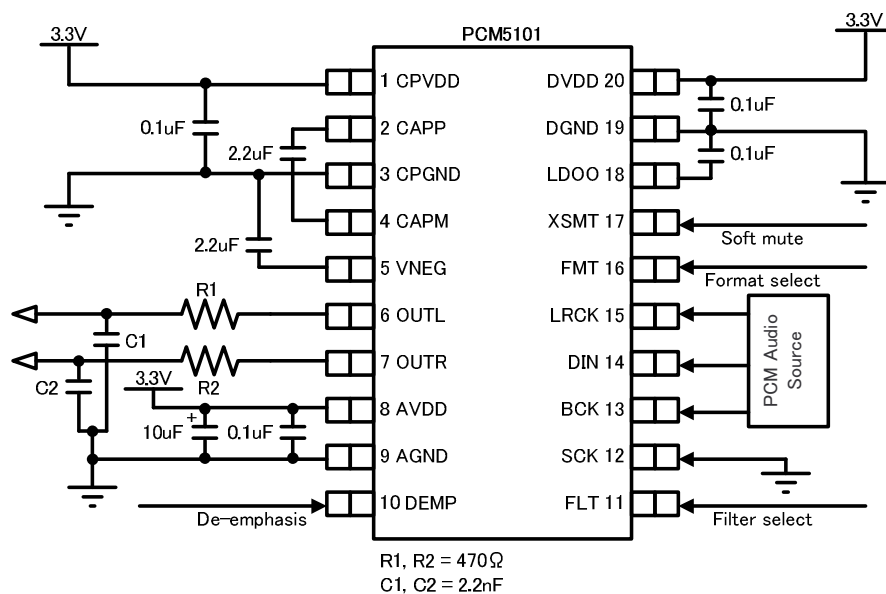 PCM5101
3.3V
3.3V
1 CPVDD
DVDD 20
0.1uF
0.1uF
2 CAPP
DGND 19
2.2uF
0.1uF
3 CPGND
LDOO 18
4 CAPM
XSMT 17
Soft mute
2.2uF
5 VNEG
FMT 16
Format select
R1
6 OUTL
LRCK 15
C1
7 OUTR
DIN 14
PCM Audio
Source
C2
R2
3.3V
8 AVDD
BCK 13
+
10uF
0.1uF
9 AGND
SCK 12
10 DEMP
FLT 11
De-emphasis
Filter select
R1, R2 = 470Ω
C1, C2 = 2.2nF